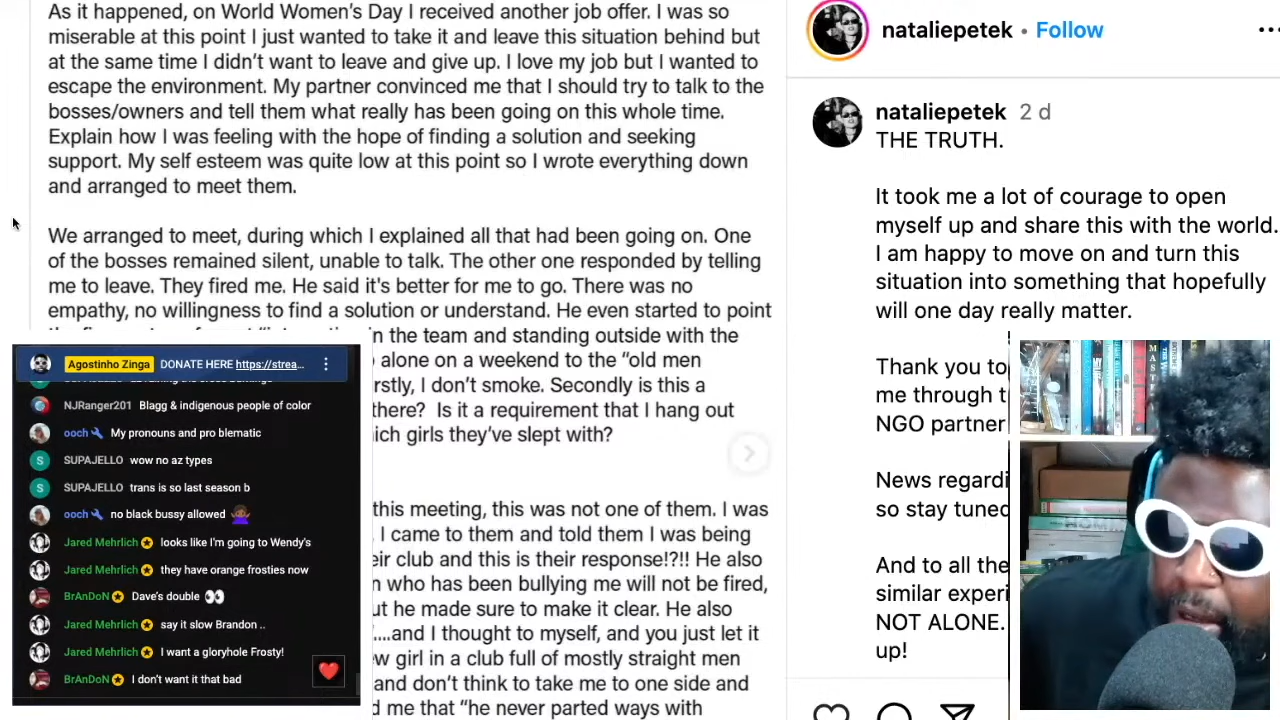 As it happened, on World Women's Day I received another job offer. I was so
miserable at this point I just wanted to take it and leave this situation behind but
at the same time I didn't want to leave and give up. I love my job but I wanted to
escape the environment. My partner convinced me that I should try to talk to the
bosses/owners and tell them what really has been going on this whole time.
Explain how I was feeling with the hope of finding a solution and seeking
support. My self esteem was quite low at this point so I wrote everything down
and arranged to meet them.
We arranged to meet, during which I explained all that had been going on. One
of the bosses remained silent, unable to talk. The other one responded by telling
me to leave. They fired me. He said it's better for me to go. There was no
empathy, no willingness to find a solution or understand. He even started to point
in the team and standing outside with the
alone on a weekend to the "old men
rstly, I don't smoke. Secondly is this a
there? Is it a requirement that I hang out
ich girls they've slept with?
this meeting, this was not one of them. I was
I came to them and told them I was being
eir club and this is their response!?!! He also
n who has been bullying me will not be fired,
ut he made sure to make it clear. He also
....and I thought to myself, and you just let it
w girl in a club full of mostly straight men
and don't think to take me to one side and
d me that "he never parted ways with
Agostinho Zinga DONATE HERE https://strea...
NJRanger201 Blagg & indigenous people of color
ooch My pronouns and pro blematic
SUPAJELLO wow no az types
SUPAJELLO trans is so last season b
ooch no black bussy allowed 🙅🏾‍♀️
Jared Mehrlich looks like I'm going to Wendy's
Jared Mehrlich they have orange frosties now
BrAnDoN Dave's double 👀
Jared Mehrlich say it slow Brandon ..
Jared Mehrlich I want a gloryhole Frosty!
BrAnDoN I don't want it that bad
nataliepetek • Follow
nataliepetek 2 d
THE TRUTH.
It took me a lot of courage to open
myself up and share this with the world.
I am happy to move on and turn this
situation into something that hopefully
will one day really matter.
Thank you to
me through t
NGO partner
News regardi
so stay tuned
And to all the
similar experi
NOT ALONE.
up!